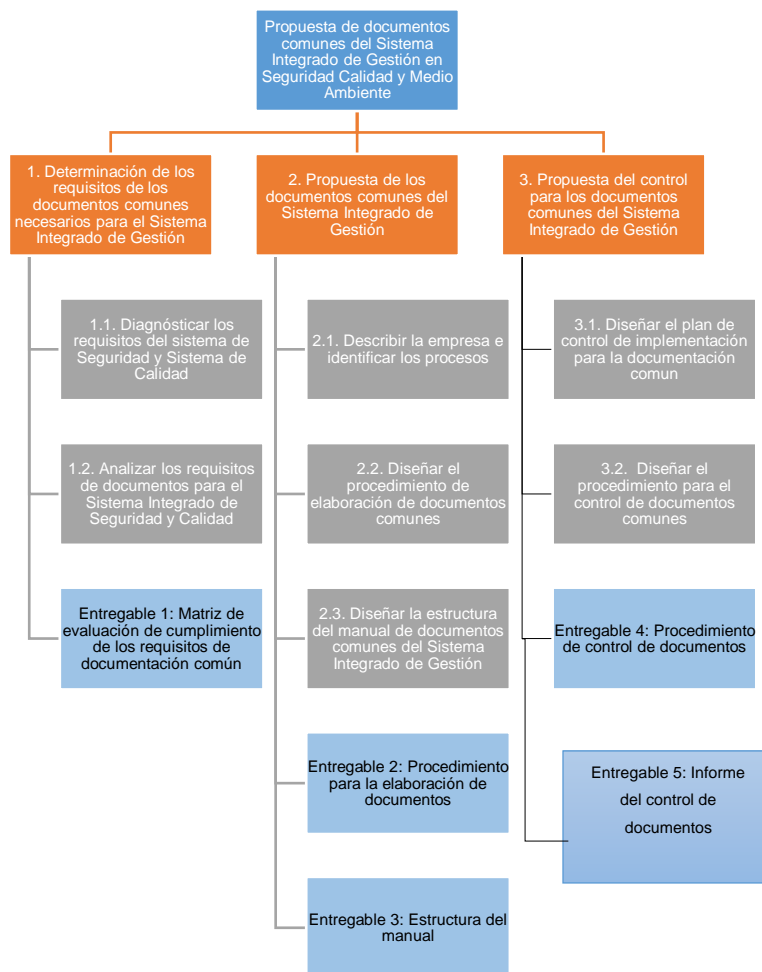 Propuesta de documentos
comunes del Sistema
Integrado de Gestión en
Seguridad Calidad y Medio
Ambiente
1. Determinación de los
requisitos de los
documentos comunes
necesarios para el Sistema
Integrado de Gestión
1.1. Diagnósticar los
requisitos del sistema de
Seguridad y Sistema de
Calidad
1.2. Analizar los requisitos
de documentos para el
Sistema Integrado de
Seguridad y Calidad
Entregable 1: Matriz de
evaluación de cumplimiento
de los requisitos de
documentación común
2. Propuesta de los
documentos comunes del
Sistema Integrado de
Gestión
2.1. Describir la empresa e
identificar los procesos
2.2. Diseñar el
procedimiento de
elaboración de documentos
comunes
2.3. Diseñar la estructura
del manual de documentos
comunes del Sistema
Integrado de Gestión
Entregable 2: Procedimiento
para la elaboración de
documentos
Entregable 3: Estructura del
manual
3. Propuesta del control
para los documentos
comunes del Sistema
Integrado de Gestión
3.1. Diseñar el plan de
control de implementación
para la documentación
comun
3.2. Diseñar el
procedimiento para el
control de documentos
comunes
Entregable 4: Procedimiento
de control de documentos
Entregable 5: Informe
del control de
documentos